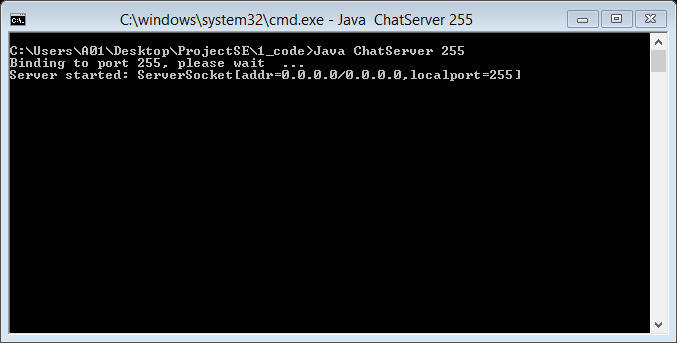 C:\windows\system32\cmd.exe - Java  ChatServer 255
C:\Users\A01\Desktop\ProjectSE\1_code>Java ChatServer 255
Binding to port 255, please wait  ...
Server started: ServerSocket[addr=0.0.0.0/0.0.0.0,localport=255]